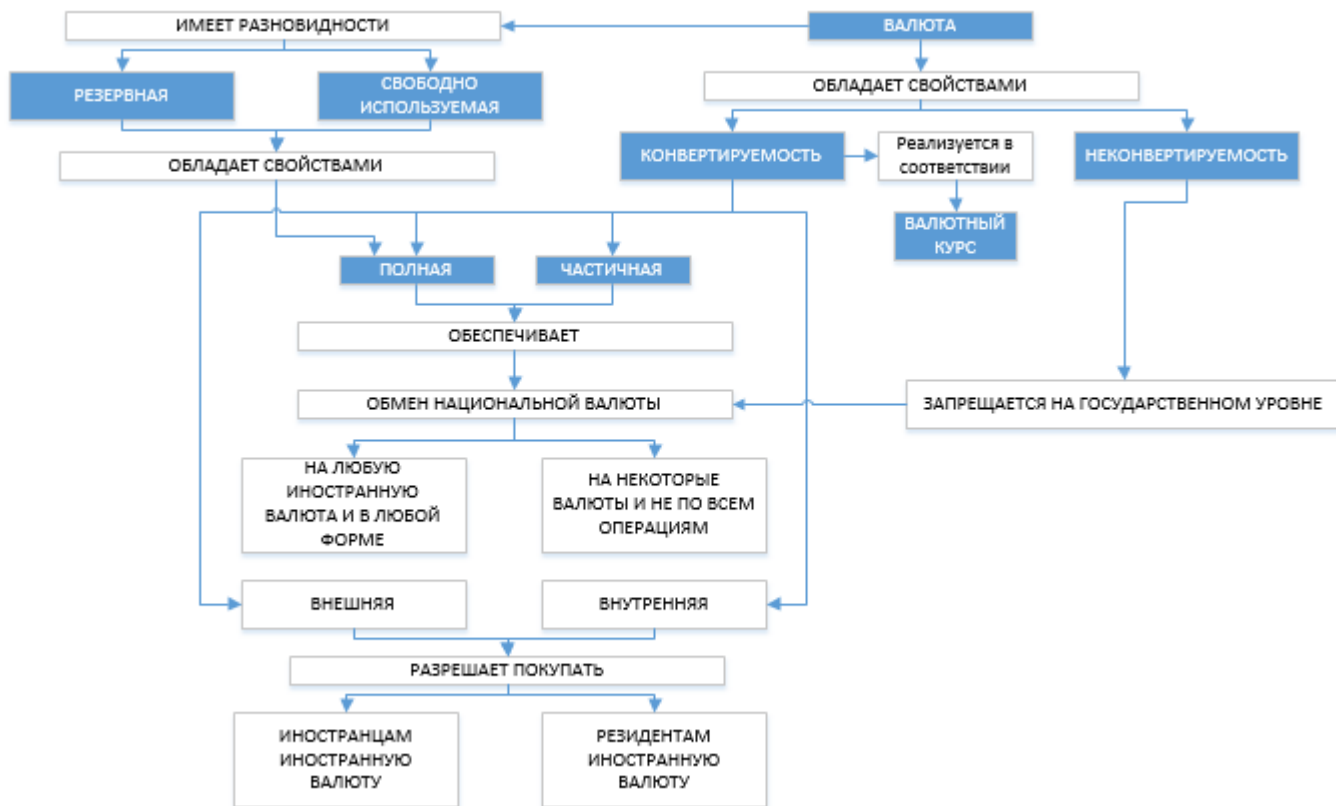 ИМЕЕТ РАЗНОВИДНОСТИ
ВАЛЮТА
РЕЗЕРВНАЯ
СВОБОДНО
ИСПОЛЬЗУЕМАЯ
ОБЛАДАЕТ СВОЙСТВАМИ
ОБЛАДАЕТ СВОЙСТВАМИ
КОНВЕРТИРУЕМОСТЬ
Реализуется в
соответствии
НЕКОНВЕРТИРУЕМОСТЬ
ВАЛЮТНЫЙ
КУРС
ПОЛНАЯ
ЧАСТИЧНАЯ
ОБЕСПЕЧИВАЕТ
ОБМЕН НАЦИОНАЛЬНОЙ ВАЛЮТЫ
ЗАПРЕЩАЕТСЯ НА ГОСУДАРСТВЕННОМ УРОВНЕ
НА ЛЮБУЮ
ИНОСТРАННУЮ
ВАЛЮТА И В ЛЮБОЙ
ФОРМЕ
НА НЕКОТОРЫЕ
ВАЛЮТЫ И НЕ ПО ВСЕМ
ОПЕРАЦИЯМ
ВНЕШНЯЯ
ВНУТРЕННЯЯ
РАЗРЕШАЕТ ПОКУПАТЬ
ИНОСТРАНЦАМ
ИНОСТРАННУЮ
ВАЛЮТУ
РЕЗИДЕНТАМ
ИНОСТРАННУЮ
ВАЛЮТУ